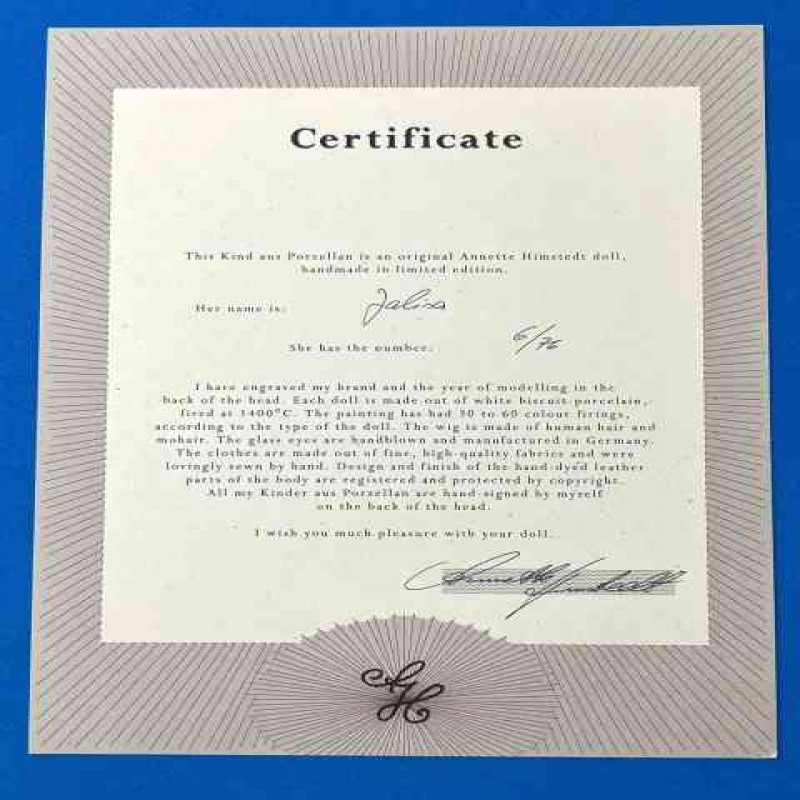 Certificate
This Kind aus Porzellan is an original Annette Himstedt doll,
handmade in limited edition.
Her name is: Jalisa
She has the number: 6/76
I have engraved my brand and the year of modelling in the
back of the head. Each doll is made out of white biscuit porcelain,
fired at 1400°C. The painting has had 50 to 60 colour firings,
according to the type of the doll. The wig is made of human hair and
mohair. The glass eyes are handblown and manufactured in Germany.
The clothes are made out of fine, high-quality fabrics and were
lovingly sewn by hand. Design and finish of the hand-dyed leather
parts of the body are registered and protected by copyright.
All my Kinder aus Porzellan are hand signed by myself
on the back of the head.
I wish you much pleasure with your doll.
Annette Himstedt
AH